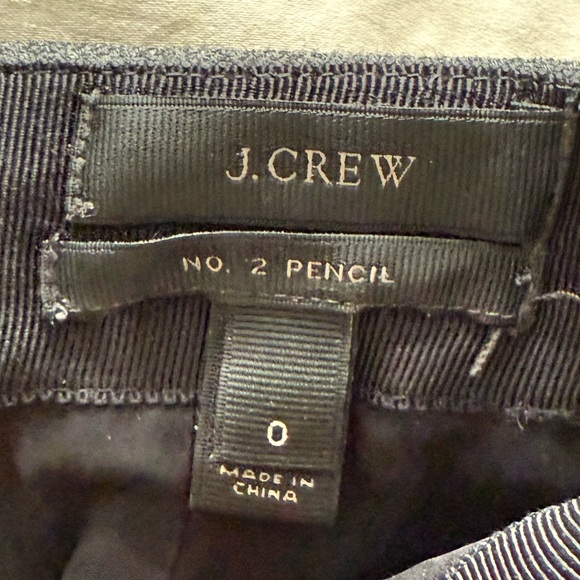 J.CREW
NO. 2 PENCIL
0
MADE IN
CHINA